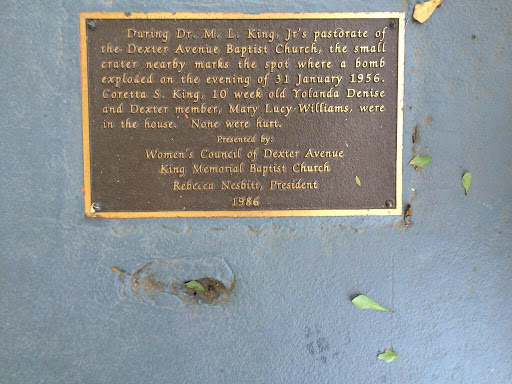 During Dr. M. L. King, Jr's pastorate
of the Dexter Avenue Baptist Church, the small
crater nearby marks the spot where a bomb
exploded on the evening of 31 January 1956.
Coretta S. King, 10 week old Yolanda Denise
and Dexter member, Mary Lucy Williams, were
in the house. None were hurt.
Presented by:
Women's Council of Dexter Avenue
King Memorial Baptist Church
Rebecca Nesbitt, President
1986